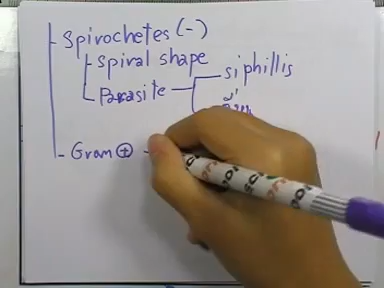 Spirochetes (-)
Spiral shape
Parasite
siphillis
Gram ⊕ -